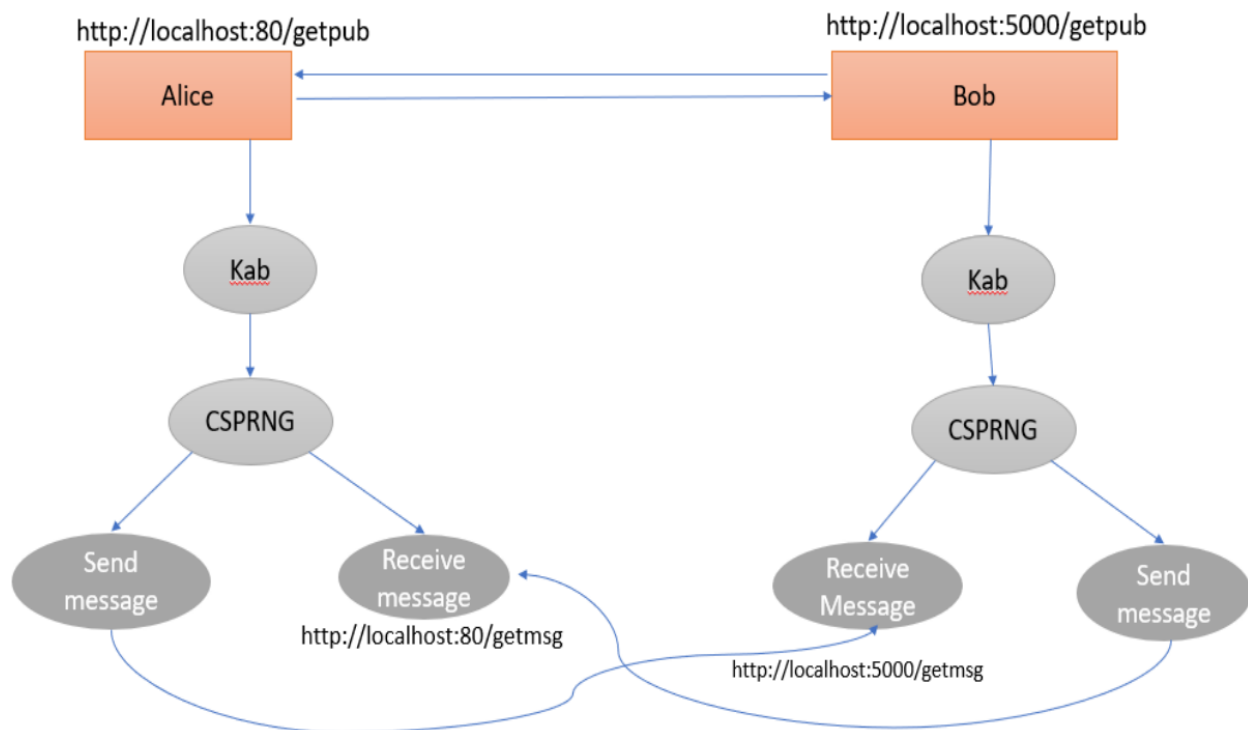 http://localhost:80/getpub
http://localhost:5000/getpub
Alice
Bob
Kab
Kab
CSPRNG
CSPRNG
Send
message
Receive
message
Receive
Message
Send
message
http://localhost:80/getmsg
http://localhost:5000/getmsg